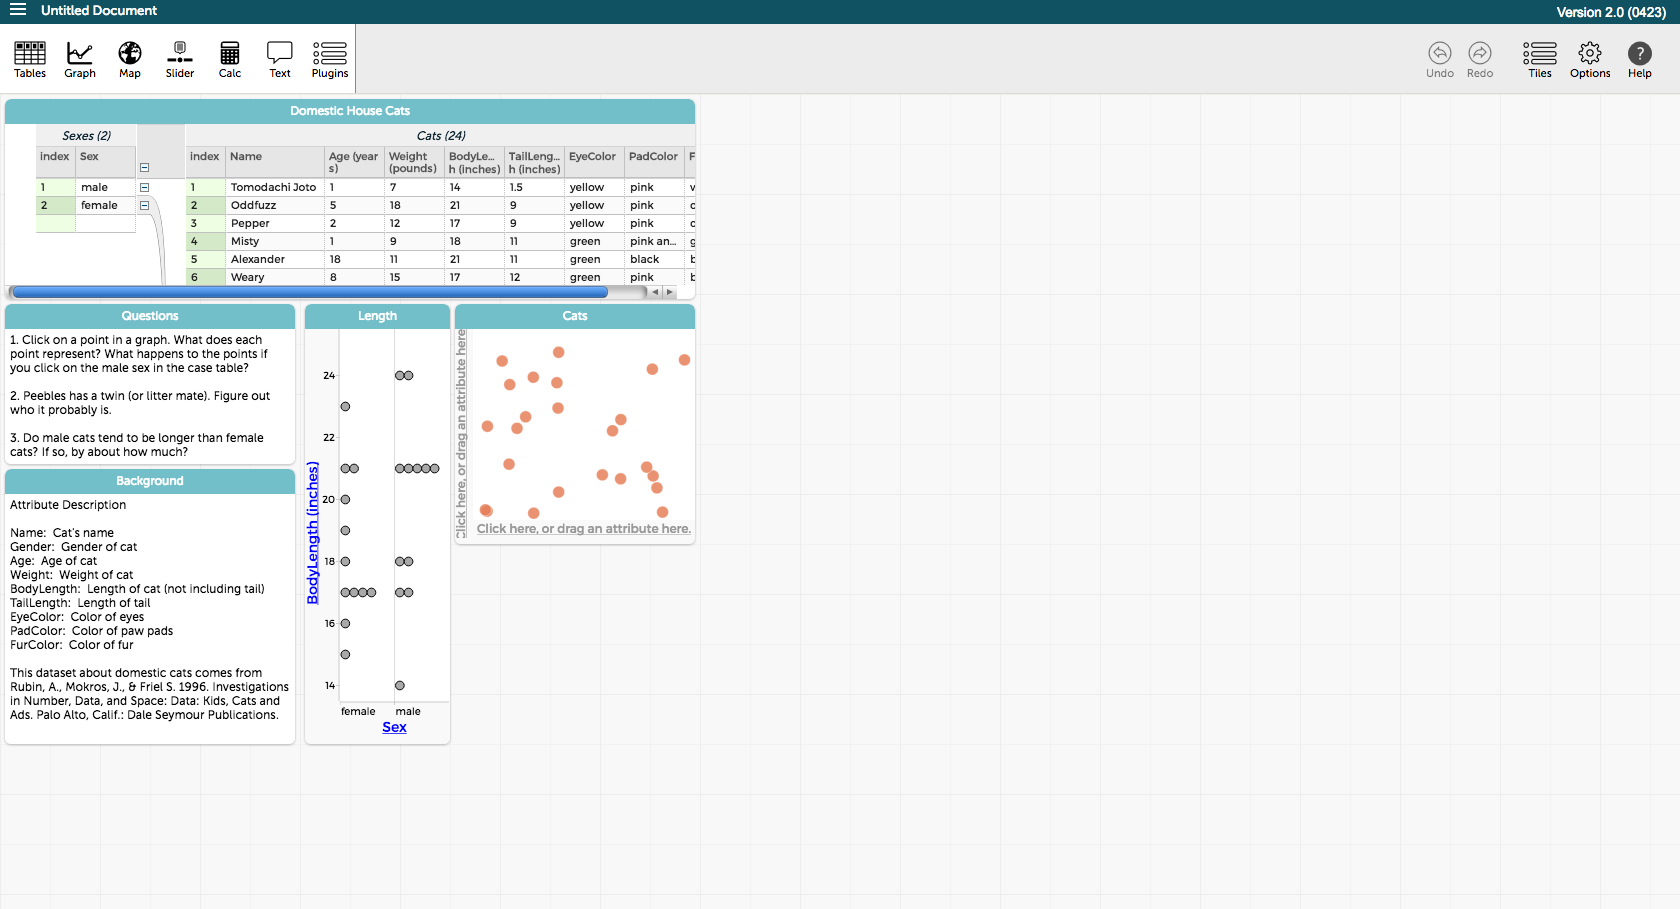 Untitled Document
Version 2.0 (0423)
Tables
Graph
Map
Slider
Calc
Text
Plugins
Undo
Redo
Tiles
Options
? Help
Domestic House Cats
Sexes (2)
Cats (24)
index Sex
index Name Age (year s) Weight (pounds) BodyLe... h (inches) TailLeng... h (inches) EyeColor PadColor F
1 male
2 female
1 Tomodachi Joto 1 7 14 1.5 yellow pink
2 Oddfuzz 5 18 21 9 yellow pink
3 Pepper 2 12 17 9 yellow pink
4 Misty 1 9 18 11 green pink an...
5 Alexander 18 11 21 11 green black
6 Weary 8 15 17 12 green pink
Questions
1. Click on a point in a graph. What does each
point represent? What happens to the points if
you click on the male sex in the case table?
2. Peebles has a twin (or litter mate). Figure out
who it probably is.
3. Do male cats tend to be longer than female
cats? If so, by about how much?
Background
Attribute Description
Name: Cat's name
Gender: Gender of cat
Age: Age of cat
Weight: Weight of cat
BodyLength: Length of cat (not including tail)
TailLength: Length of tail
EyeColor: Color of eyes
PadColor: Color of paw pads
FurColor: Color of fur
This dataset about domestic cats comes from
Rubin, A., Mokros, J., & Friel S. 1996. Investigations
in Number, Data, and Space: Data: Kids, Cats and
Ads. Palo Alto, Calif.: Dale Seymour Publications.
Length
BodyLength (inches)
24
22
20
18
16
14
female male
Sex
Cats
Click here, or drag an attribute here
Click here, or drag an attribute here.